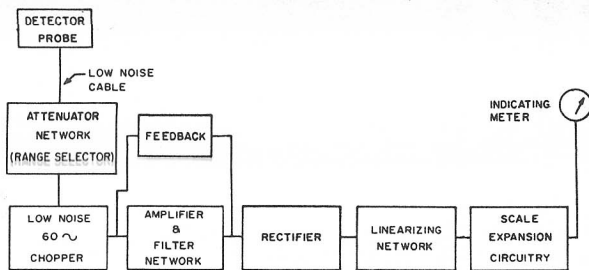 DETECTOR
PROBE
LOW NOISE
CABLE
ATTENUATOR
NETWORK
(RANGE SELECTOR)
FEEDBACK
INDICATING
METER
LOW NOISE
60 ~
CHOPPER
AMPLIFIER
&
FILTER
NETWORK
RECTIFIER
LINEARIZING
NETWORK
SCALE
EXPANSION
CIRCUITRY